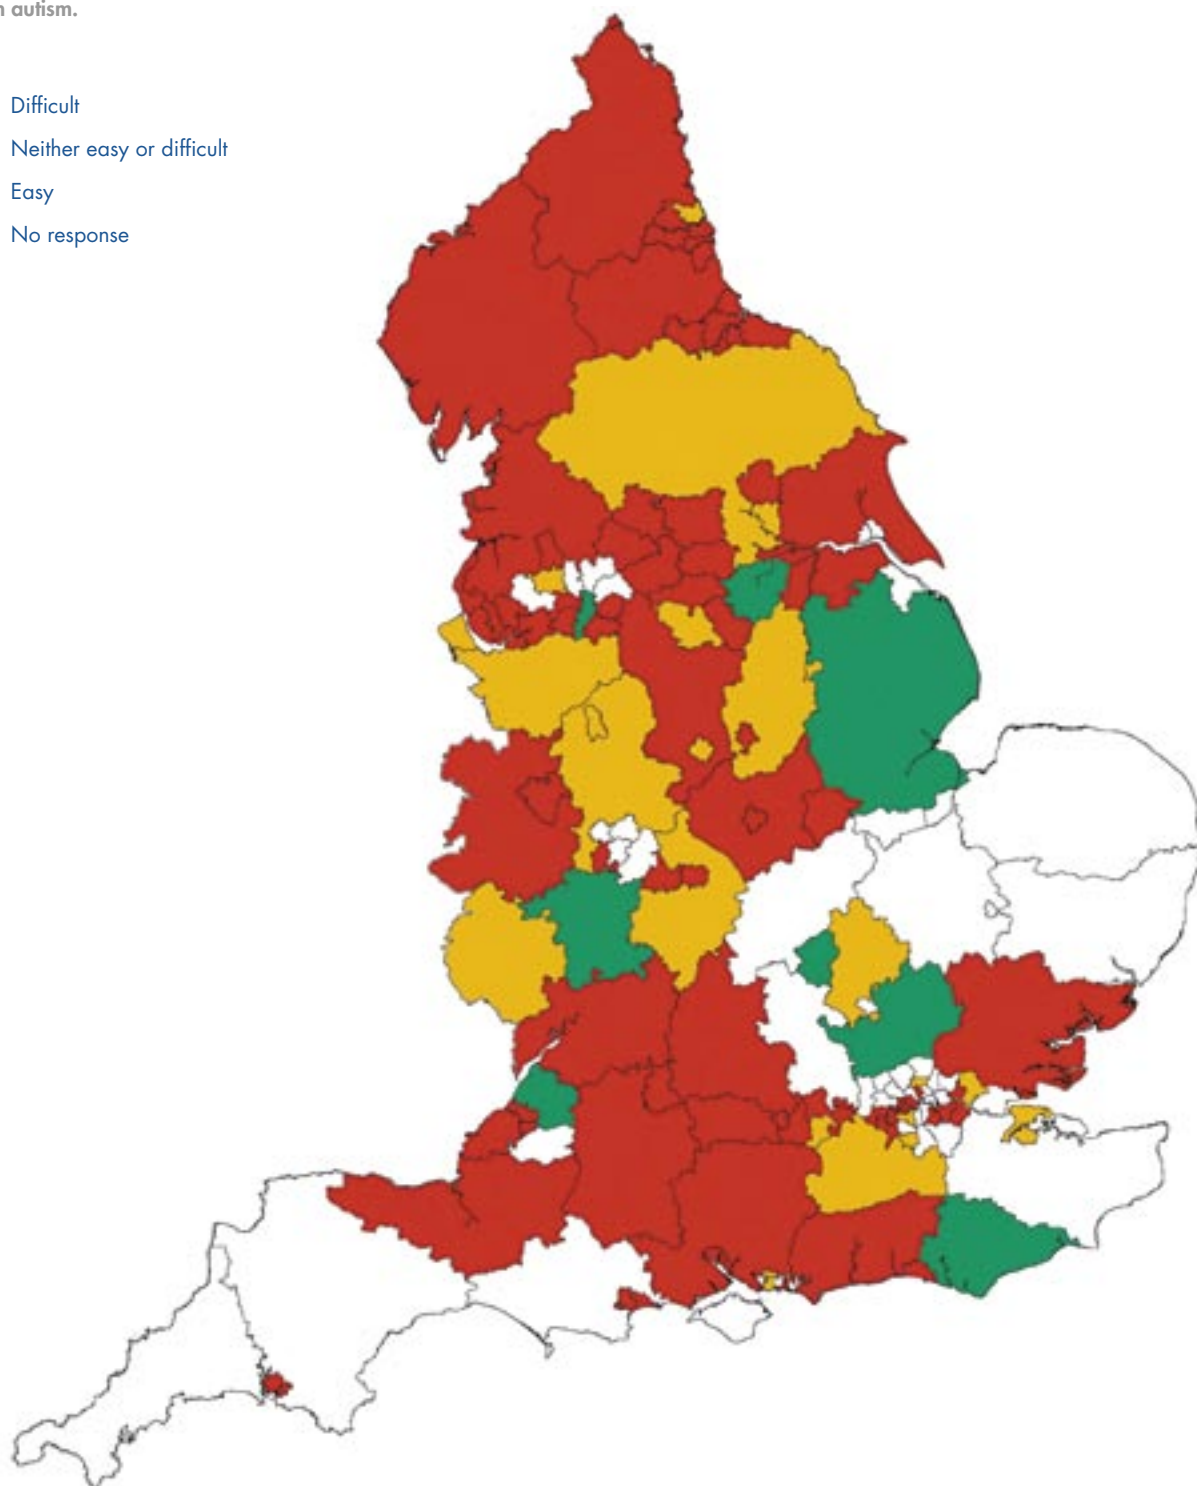 autism.
Difficult
Neither easy or difficult
Easy
No response